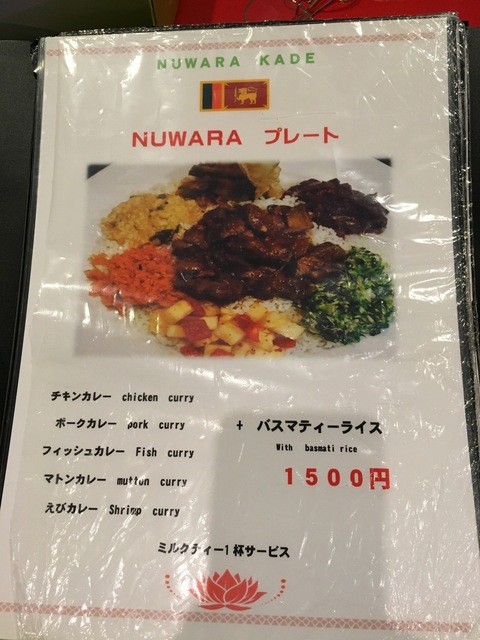 NUWARA KADE
NUWARA プレート
チキンカレー chicken curry
ポークカレー pork curry
フィッシュカレー Fish curry
マトンカレー mutton curry
えびカレー Shrimp curry
+ バスマティーライス
With basmati rice
1500円
ミルクティー1杯サービス